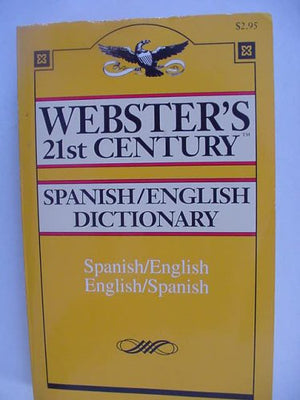 $2.95
WEBSTER'S
21st CENTURY™
SPANISH/ENGLISH
DICTIONARY
Spanish/English
English/Spanish